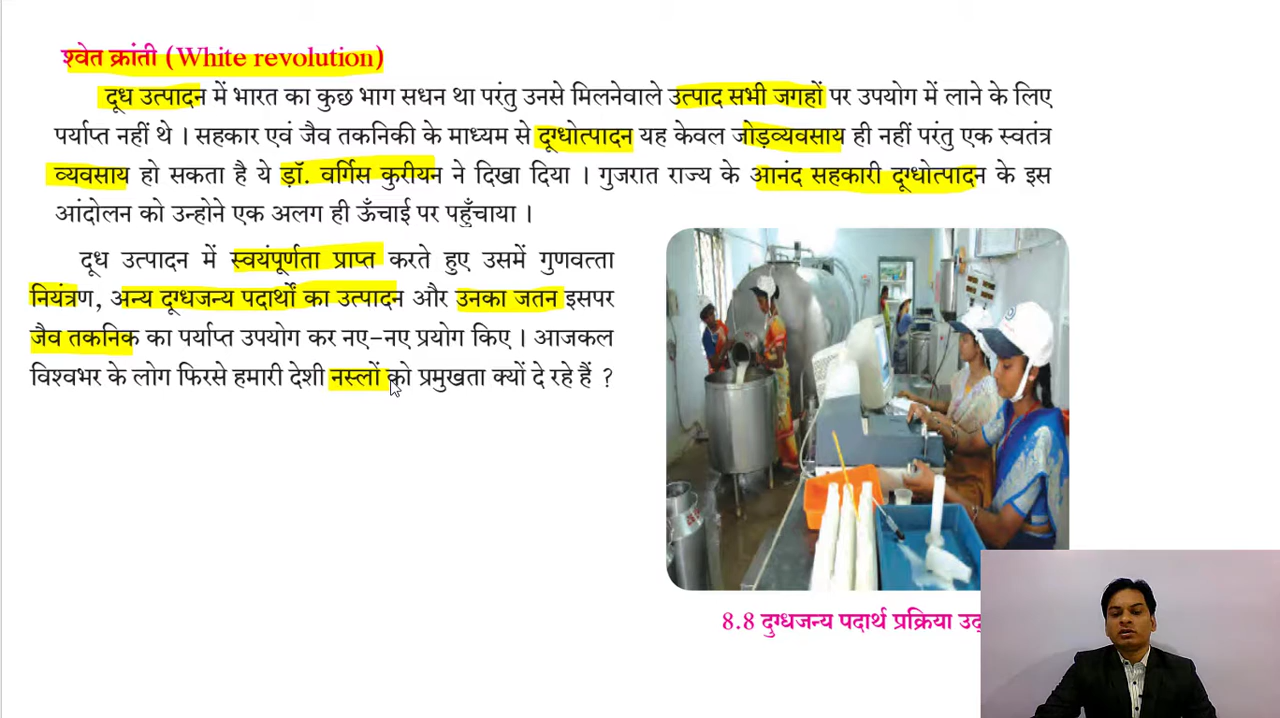 श्वेत क्रांती (White revolution)
दूध उत्पादन में भारत का कुछ भाग सधन था परंतु उनसे मिलनेवाले उत्पाद सभी जगहों पर उपयोग में लाने के लिए
पर्याप्त नहीं थे । सहकार एवं जैव तकनिकी के माध्यम से दूग्धोत्पादन यह केवल जोड़व्यवसाय ही नहीं परंतु एक स्वतंत्र
व्यवसाय हो सकता है ये ड़ॉ. वर्गिस कुरीयन ने दिखा दिया । गुजरात राज्य के आनंद सहकारी दूग्धोत्पादन के इस
आंदोलन को उन्होने एक अलग ही ऊँचाई पर पहुँचाया ।
दूध उत्पादन में स्वयंपूर्णता प्राप्त करते हुए उसमें गुणवत्ता
नियंत्रण, अन्य दूग्धजन्य पदार्थों का उत्पादन और उनका जतन इसपर
जैव तकनिक का पर्याप्त उपयोग कर नए-नए प्रयोग किए । आजकल
विश्वभर के लोग फिरसे हमारी देशी नस्लों को प्रमुखता क्यों दे रहे हैं ?
8.8 दुग्धजन्य पदार्थ प्रक्रिया